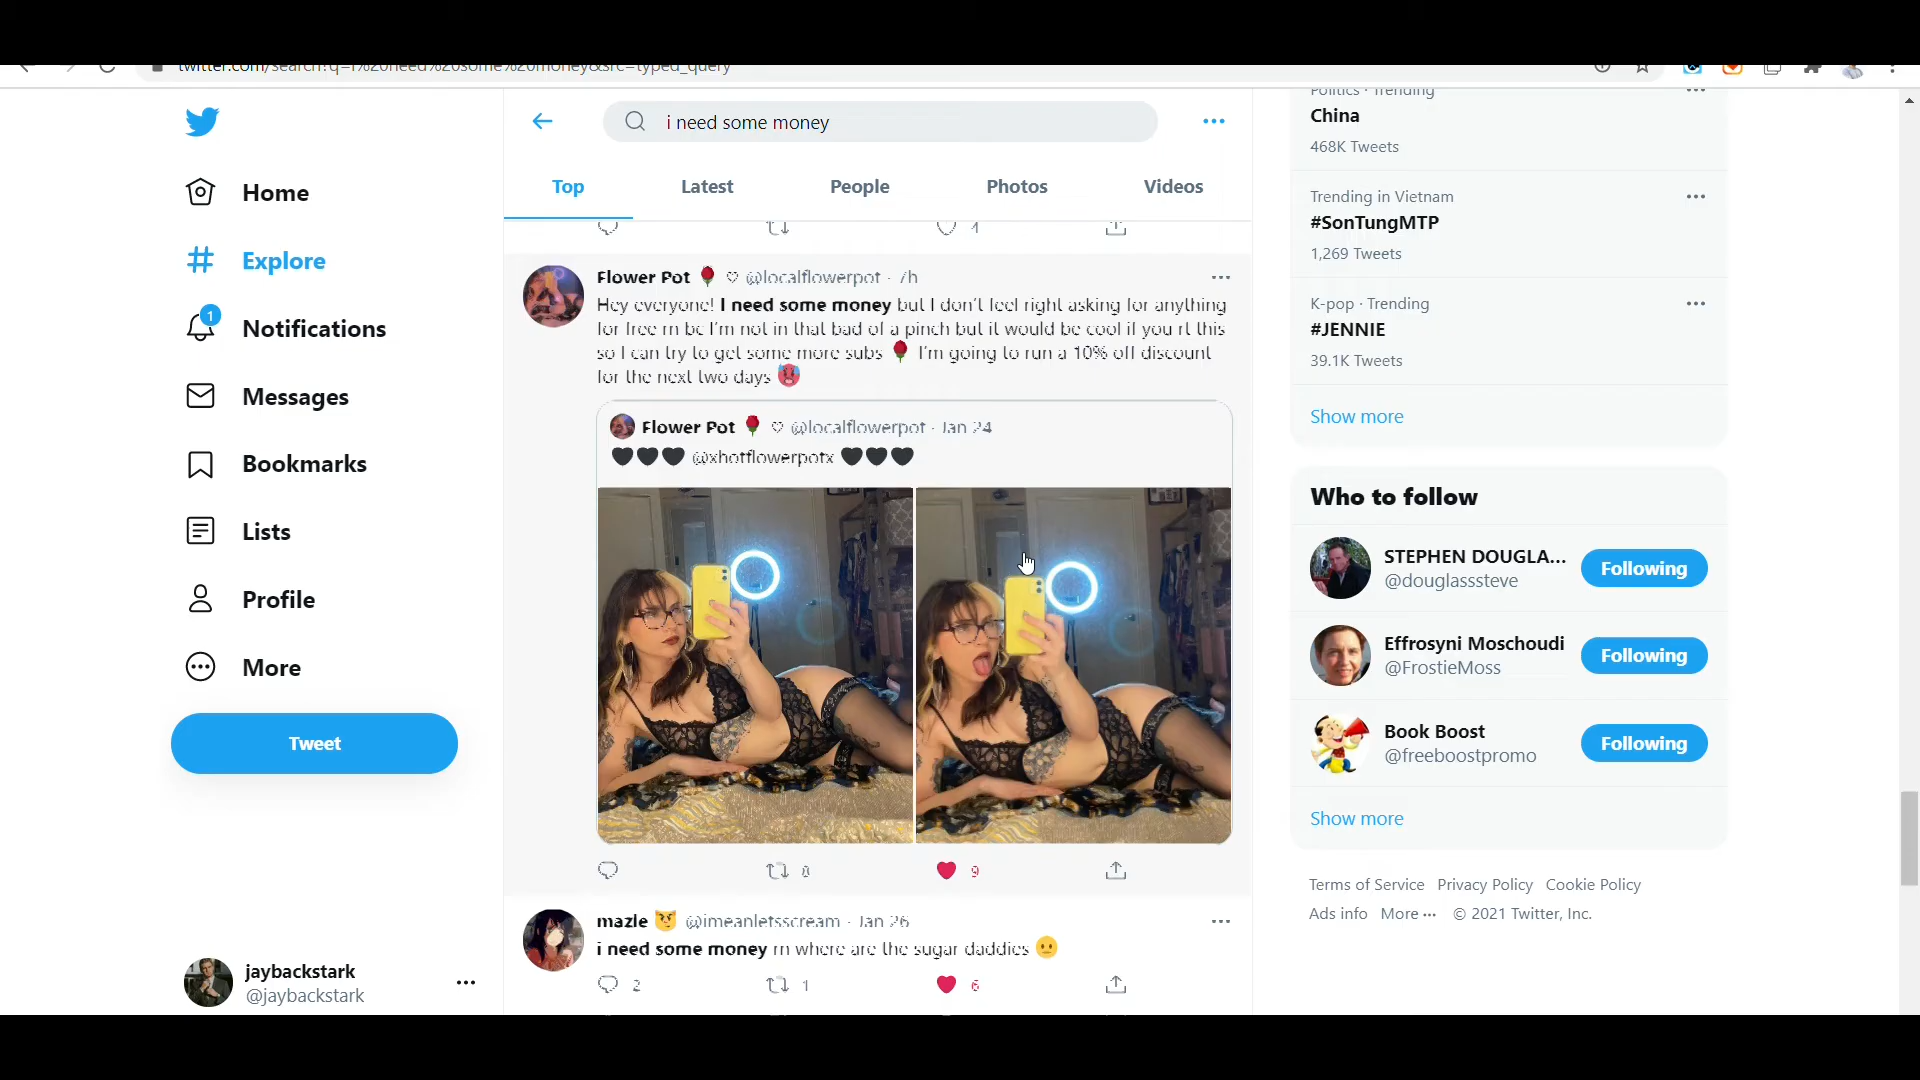 twitter.com/search?q=i%20need%20some%20money&src=typed_query
i need some money
Top
Latest
People
Photos
Videos
Home
Explore
1
Notifications
Messages
Bookmarks
Lists
Profile
More
Tweet
jaybackstark
@jaybackstark
4
Flower Pot @localflowerpot · 7h
Hey everyone! I need some money but I don't feel right asking for anything
for free rn bc I'm not in that bad of a pinch but it would be cool if you rt this
so I can try to get some more subs I'm going to run a 10% off discount
for the next two days
Flower Pot @localflowerpot · Jan 24
@xhotflowerpotx
8
9
mazie @imeanletsscream · Jan 26
i need some money rn where are the sugar daddies
2
1
6
Politics · Trending
China
468K Tweets
Trending in Vietnam
#SonTungMTP
1,269 Tweets
K-pop · Trending
#JENNIE
39.1K Tweets
Show more
Who to follow
STEPHEN DOUGLA...
@douglasssteve
Following
Effrosyni Moschoudi
@FrostieMoss
Following
Book Boost
@freeboostpromo
Following
Show more
Terms of Service Privacy Policy Cookie Policy
Ads info More ··· © 2021 Twitter, Inc.